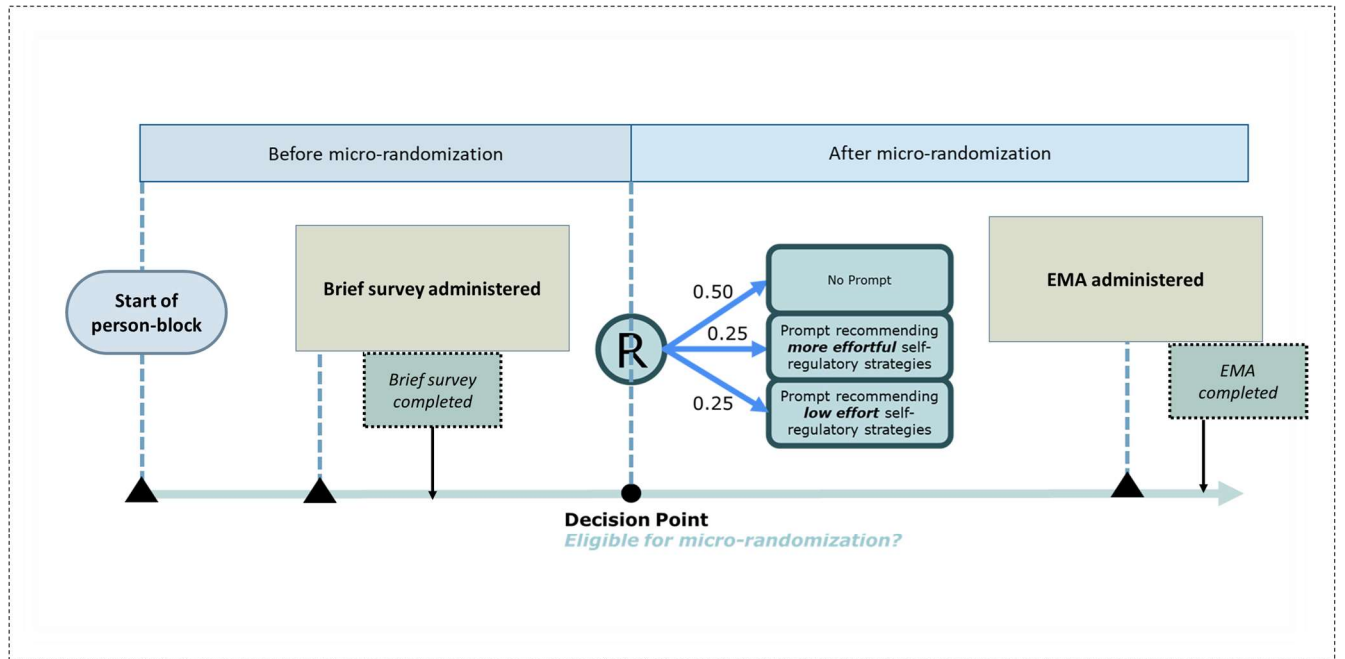 Before micro-randomization
After micro-randomization
Start of
person-block
Brief survey administered
Brief survey
completed
R
0.50
0.25
0.25
No Prompt
Prompt recommending
more effortful self-
regulatory strategies
Prompt recommending
low effort self-
regulatory strategies
EMA administered
EMA
completed
Decision Point
Eligible for micro-randomization?